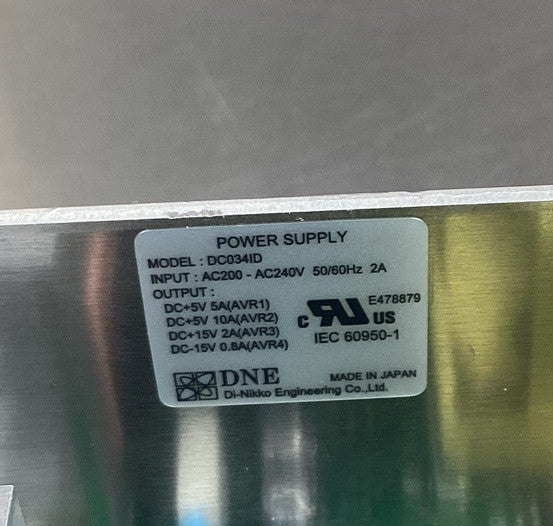 POWER SUPPLY
MODEL : DC034ID
INPUT : AC200 - AC240V 50/60Hz 2A
OUTPUT :
DC+5V 5A(AVR1)
DC+5V 10A(AVR2)
DC+15V 2A(AVR3)
DC-15V 0.8A(AVR4)
E478879
c RU US
IEC 60950-1
DNE
MADE IN JAPAN
Di-Nikko Engineering Co.,Ltd.